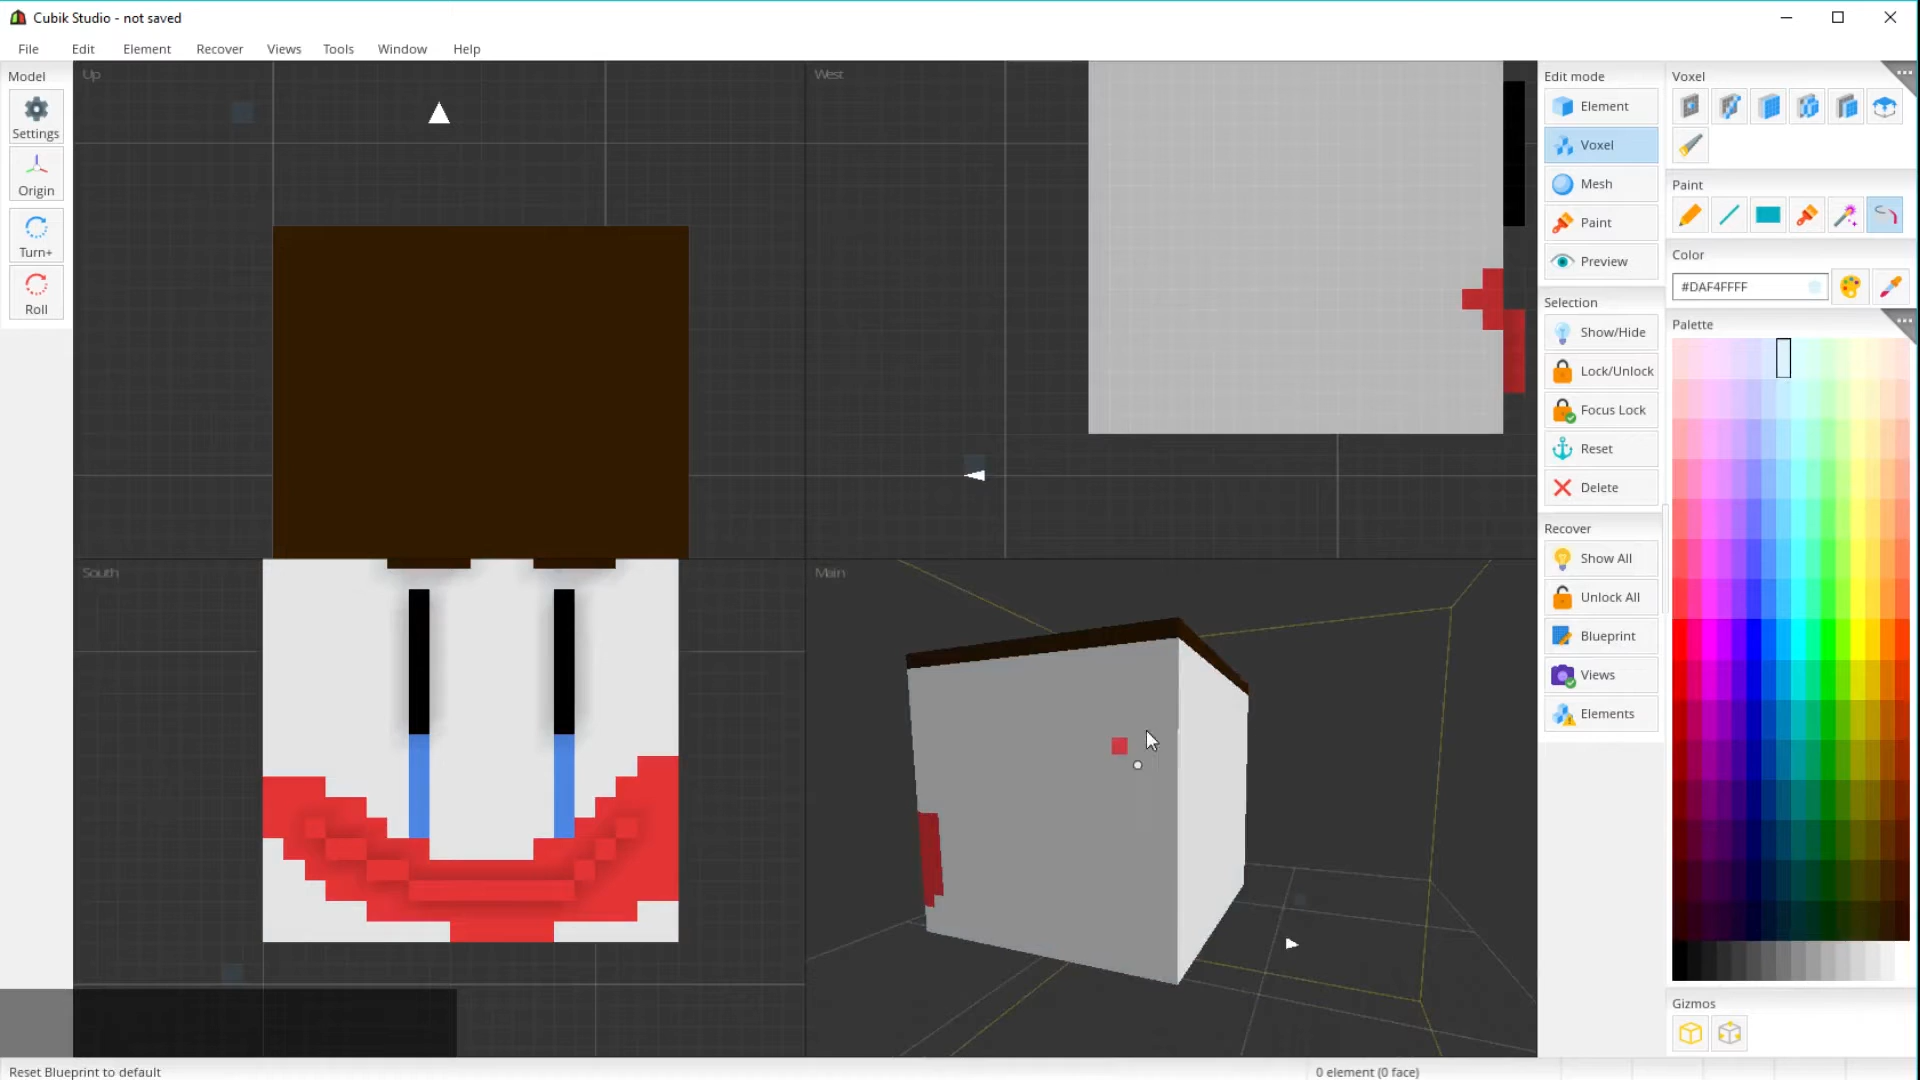 Cubik Studio - not saved
File Edit Element Recover Views Tools Window Help
Model
Settings
Origin
Turn+
Roll
Up
West
South
Main
Edit mode
Element
Voxel
Mesh
Paint
Preview
Selection
Show/Hide
Lock/Unlock
Focus Lock
Reset
Delete
Recover
Show All
Unlock All
Blueprint
Views
Elements
Voxel
Paint
Color
#DAF4FFFF
Palette
Gizmos
Reset Blueprint to default
0 element (0 face)